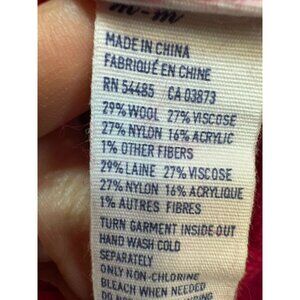 M-M
MADE IN CHINA
FABRIQUÉ EN CHINE
RN 54485 CA 03873
29% WOOL 27% VISCOSE
27% NYLON 16% ACRYLIC
1% OTHER FIBERS
29% LAINE 27% VISCOSE
27% NYLON 16% ACRYLIQUE
1% AUTRES FIBRES
TURN GARMENT INSIDE OUT
HAND WASH COLD
SEPARATELY
ONLY NON-CHLORINE
BLEACH WHEN NEEDED
DO